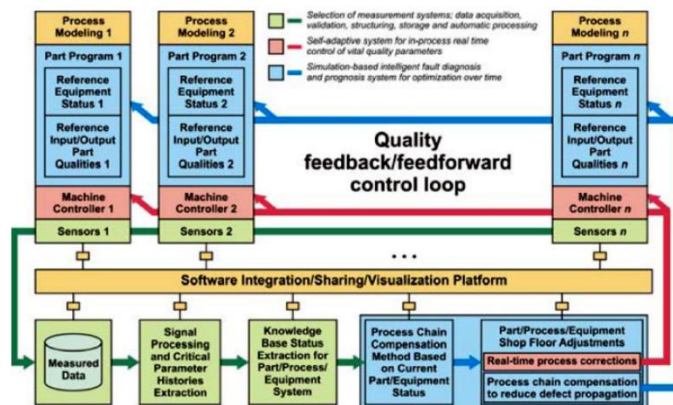 Process
Modeling 1
Part Program 1
Reference
Equipment
Status 1
Reference
Input/Output
Part
Qualities 1
Machine
Controller 1
Sensors 1
Process
Modeling 2
Part Program 2
Reference
Equipment
Status 2
Reference
Input/Output
Part
Qualities 2
Machine
Controller 2
Sensors 2
Selection of measurement systems; data acquisition,
validation, structuring, storage and automatic processing
Self-adaptive system for in-process real time
control of vital quality parameters
Simulation-based intelligent fault diagnosis
and prognosis system for optimization over time
Quality
feedback/feedforward
control loop
Process
Modeling n
Part Program n
Reference
Equipment
Status n
Reference
Input/Output
Part
Qualities n
Machine
Controller n
Sensors n
...
Software Integration/Sharing/Visualization Platform
Measured
Data
Signal
Processing
and Critical
Parameter
Histories
Extraction
Knowledge
Base Status
Extraction for
Part/Process/
Equipment
System
Process Chain
Compensation
Method Based
on Current
Part/Equipment
Status
Part/Process/Equipment
Shop Floor Adjustments
Real-time process corrections
Process chain compensation
to reduce defect propagation